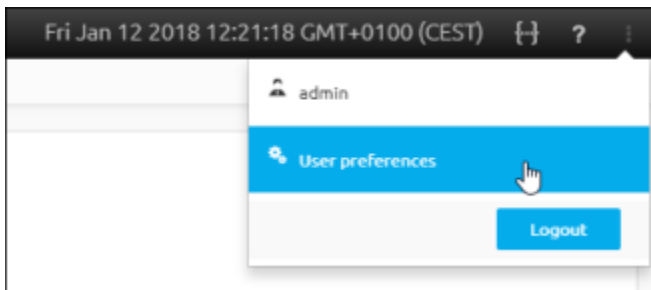 Fri Jan 12 2018 12:21:18 GMT+0100 (CEST) {--} ?
admin
User preferences
Logout